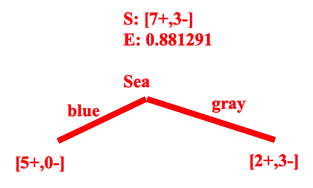 S: [7+,3-]
E: 0.881291
Sea
blue
gray
[5+,0-]
[2+,3-]